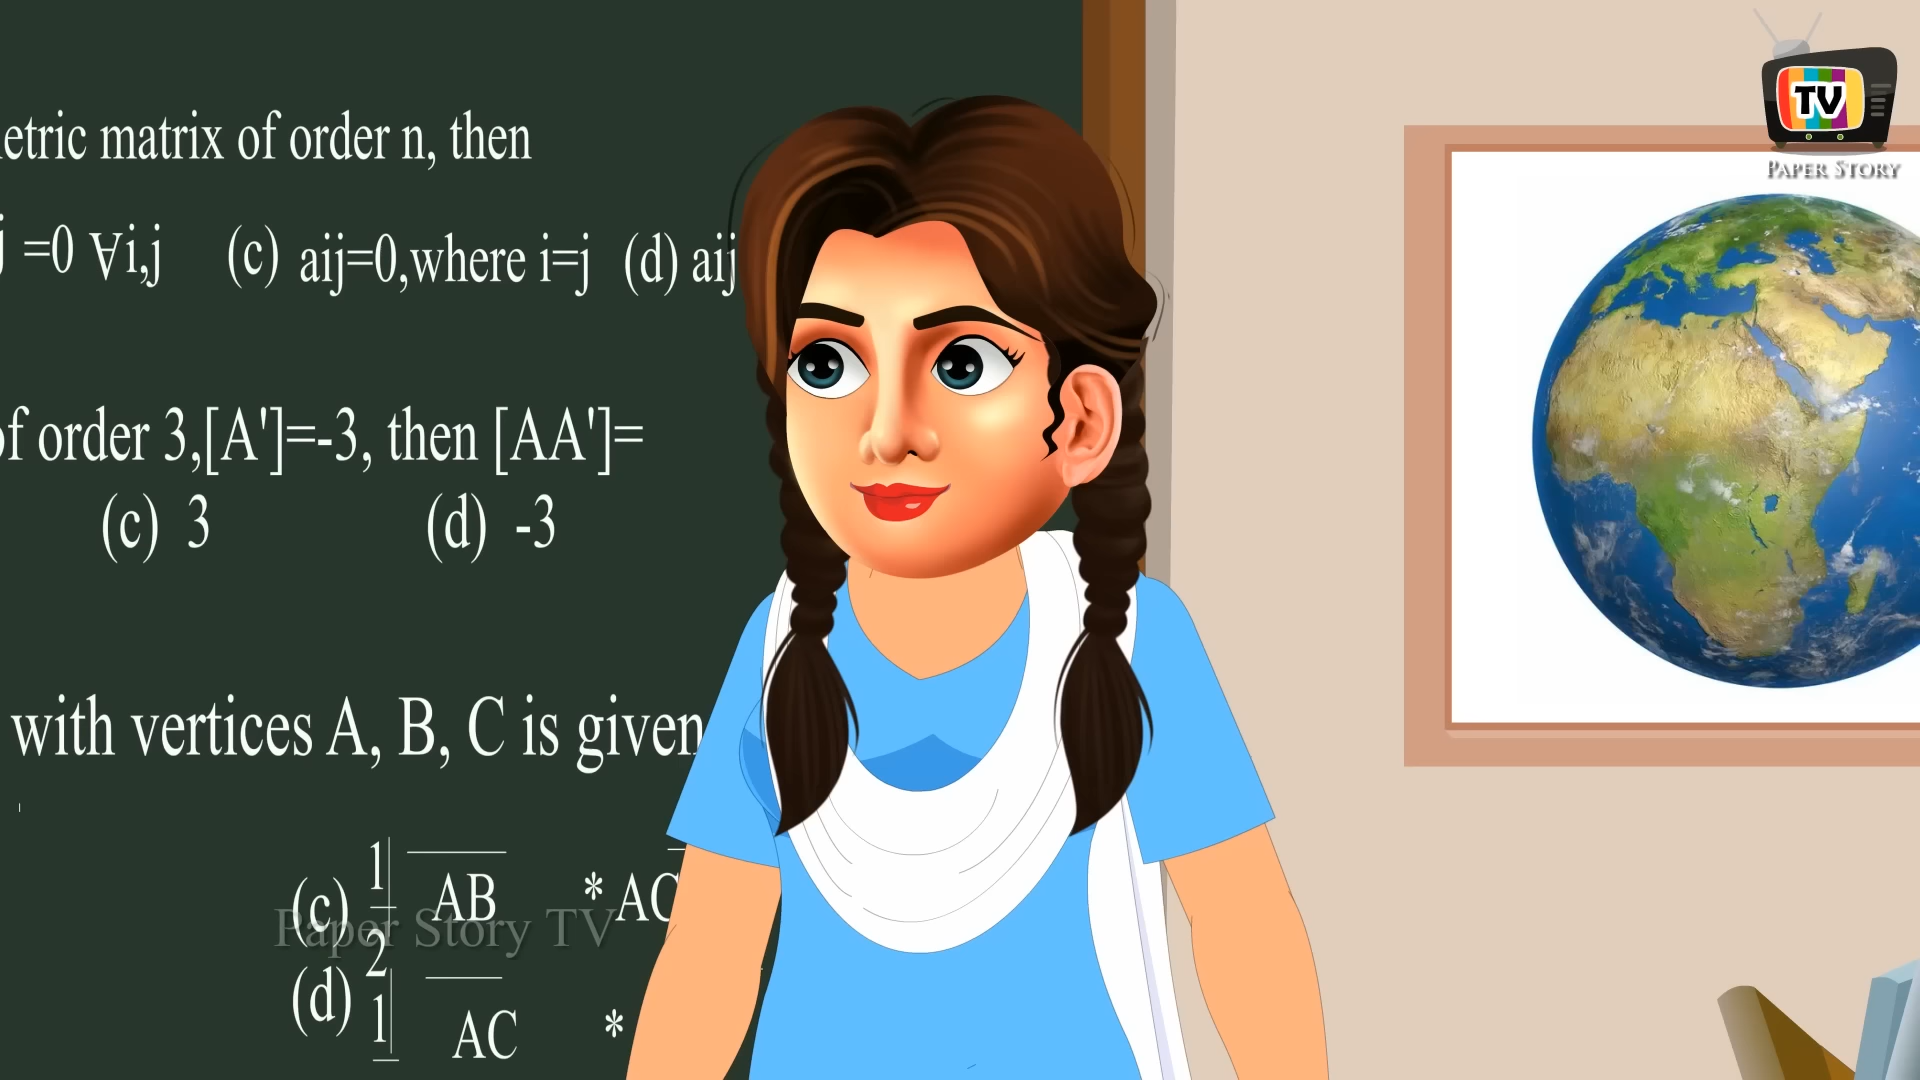 etric matrix of order n, then
j =0 ∀i,j (c) aij=0,where i=j (d) aij
of order 3,[A']=-3, then [AA']=
(c) 3 (d) -3
with vertices A, B, C is given
(c) 1| AB * AC
2
Paper Story TV
(d) 1| AC *
TV
PAPER STORY